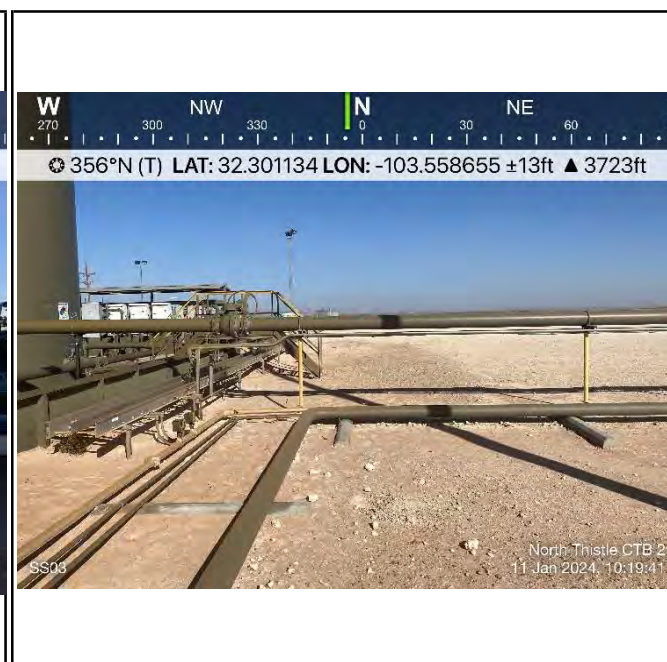 W NW N NE
270 300 330 0 30 60
356°N (T) LAT: 32.301134 LON: -103.558655 ±13ft ▲ 3723ft
SS03
North Thistle CTB 2
11 Jan 2024, 10:19:41